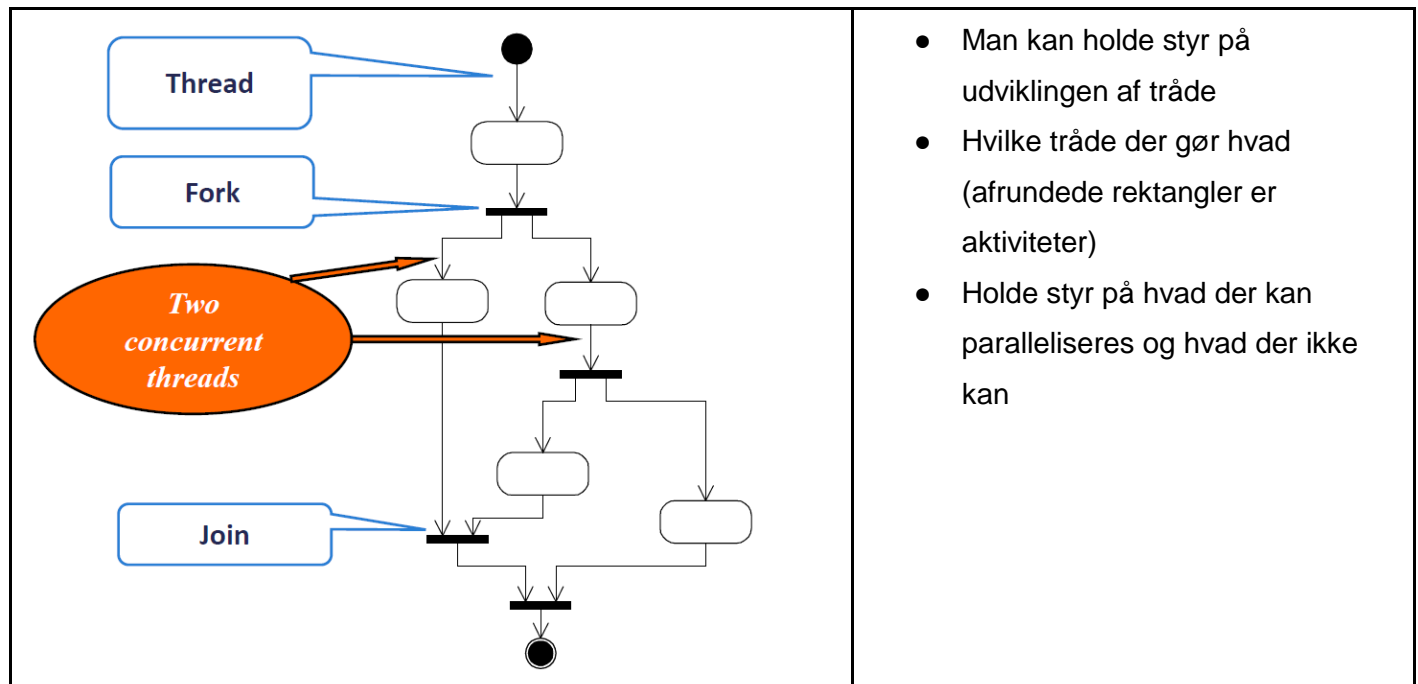 Thread
Fork
Two
concurrent
threads
Join
● Man kan holde styr på
udviklingen af tråde
● Hvilke tråde der gør hvad
(afrundede rektangler er
aktiviteter)
● Holde styr på hvad der kan
paralleliseres og hvad der ikke
kan